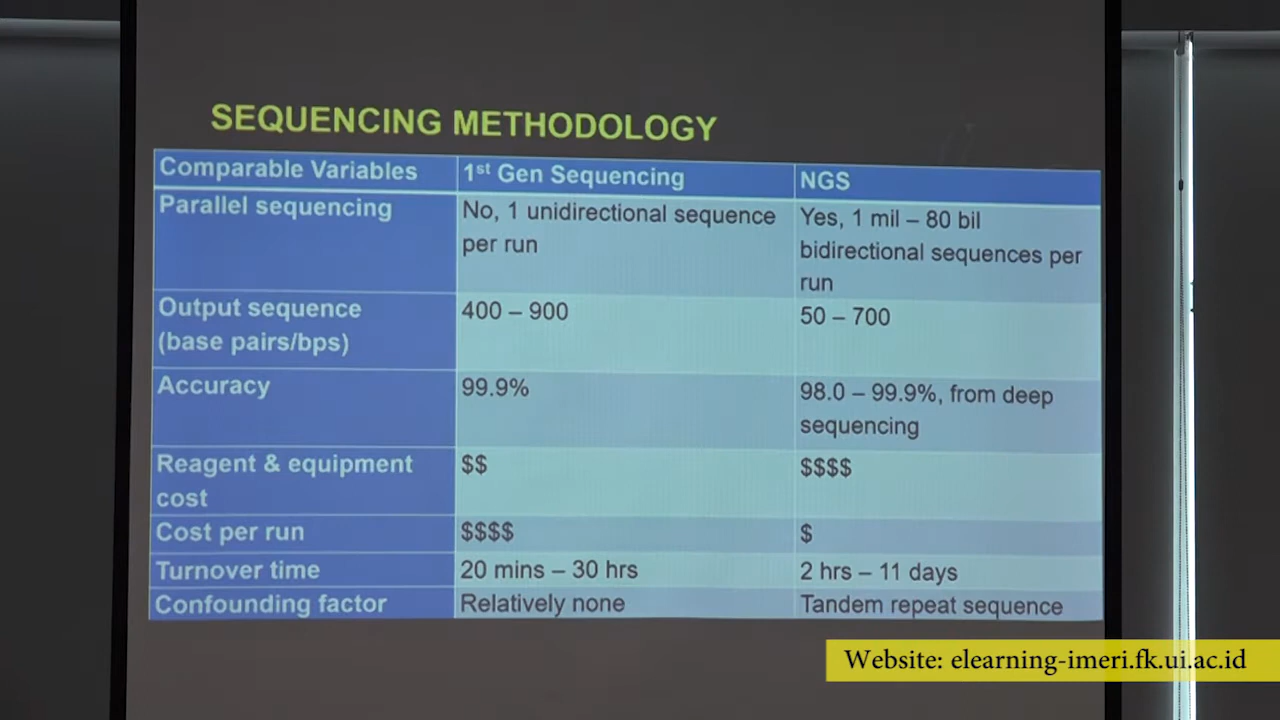 SEQUENCING METHODOLOGY
Comparable Variables 1st Gen Sequencing NGS
Parallel sequencing No, 1 unidirectional sequence per run Yes, 1 mil – 80 bil bidirectional sequences per run
Output sequence (base pairs/bps) 400 – 900 50 – 700
Accuracy 99.9% 98.0 – 99.9%, from deep sequencing
Reagent & equipment cost $$ $$$$
Cost per run $$$$ $
Turnover time 20 mins – 30 hrs 2 hrs – 11 days
Confounding factor Relatively none Tandem repeat sequence
Website: elearning-imeri.fk.ui.ac.id